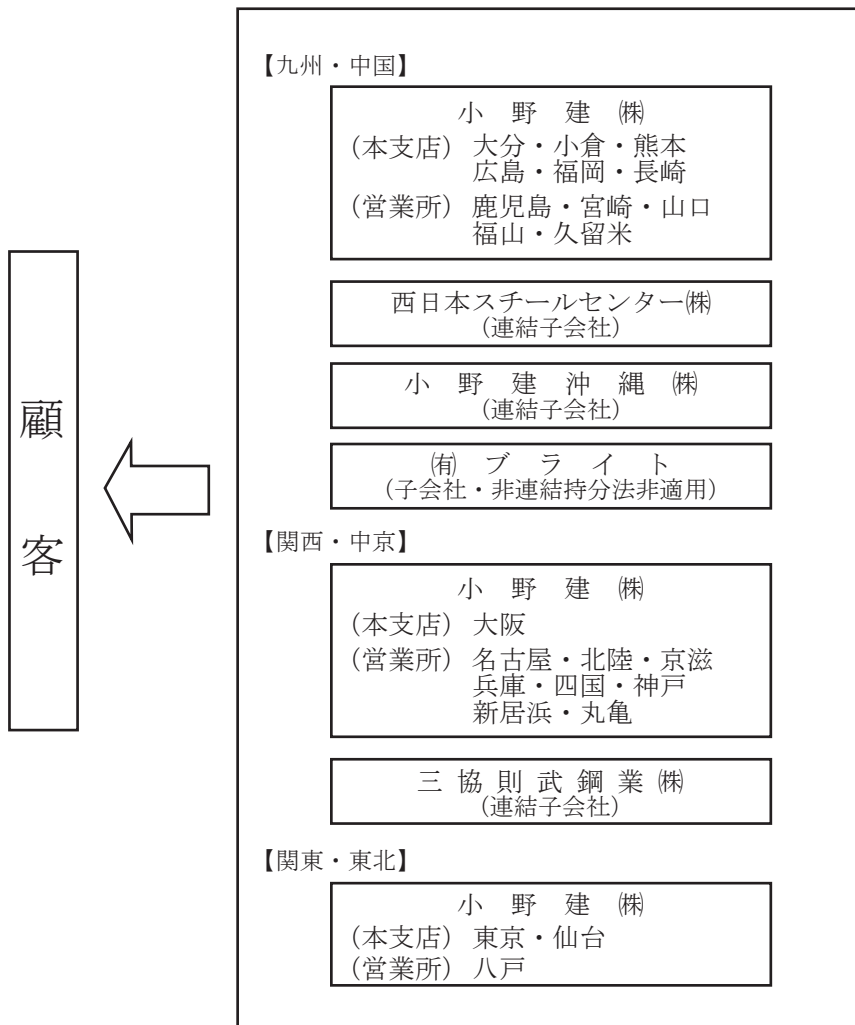 顧客
【九州・中国】
小野建㈱
(本支店) 大分・小倉・熊本
広島・福岡・長崎
(営業所) 鹿児島・宮崎・山口
福山・久留米
西日本スチールセンター㈱
(連結子会社)
小野建沖縄㈱
(連結子会社)
㈲ブライト
(子会社・非連結持分法非適用)
【関西・中京】
小野建㈱
(本支店) 大阪
(営業所) 名古屋・北陸・京滋
兵庫・四国・神戸
新居浜・丸亀
三協則武鋼業㈱
(連結子会社)
【関東・東北】
小野建㈱
(本支店) 東京・仙台
(営業所) 八戸